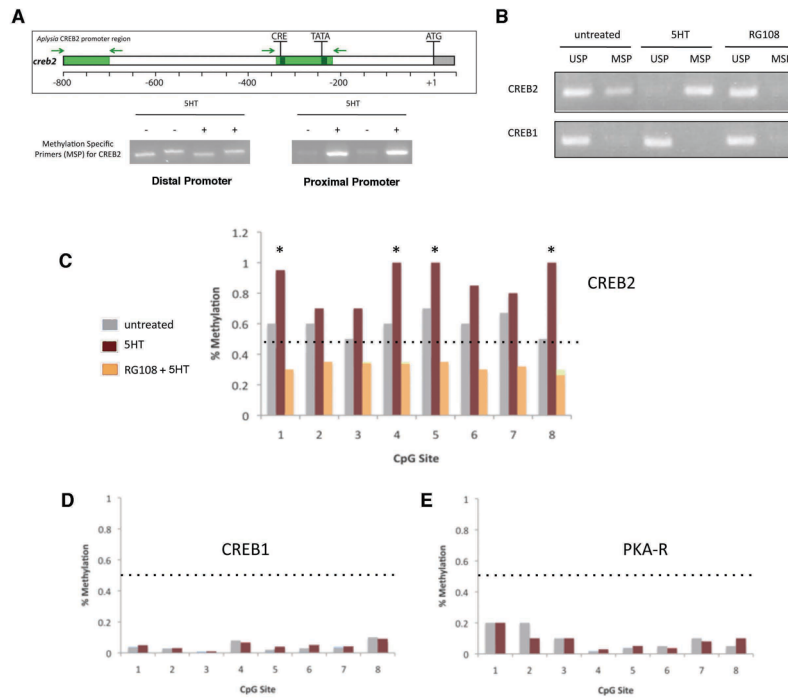 A
Aplysia CREB2 promoter region
CRE TATA ATG
creb2
-800 -600 -400 -200 +1
5HT 5HT
- - + + - + - +
Methylation Specific
Primers (MSP) for CREB2
Distal Promoter Proximal Promoter
B
untreated 5HT RG108
USP MSP USP MSP USP MSP
CREB2
CREB1
C
CREB2
untreated
5HT
RG108 + 5HT
% Methylation
1.2
1
0.8
0.6
0.4
0.2
0
* * * *
1 2 3 4 5 6 7 8
CpG Site
D
CREB1
% Methylation
1
0.8
0.6
0.4
0.2
0
1 2 3 4 5 6 7 8
CpG Site
E
PKA-R
% Methylation
1
0.8
0.6
0.4
0.2
0
1 2 3 4 5 6 7 8
CpG Site